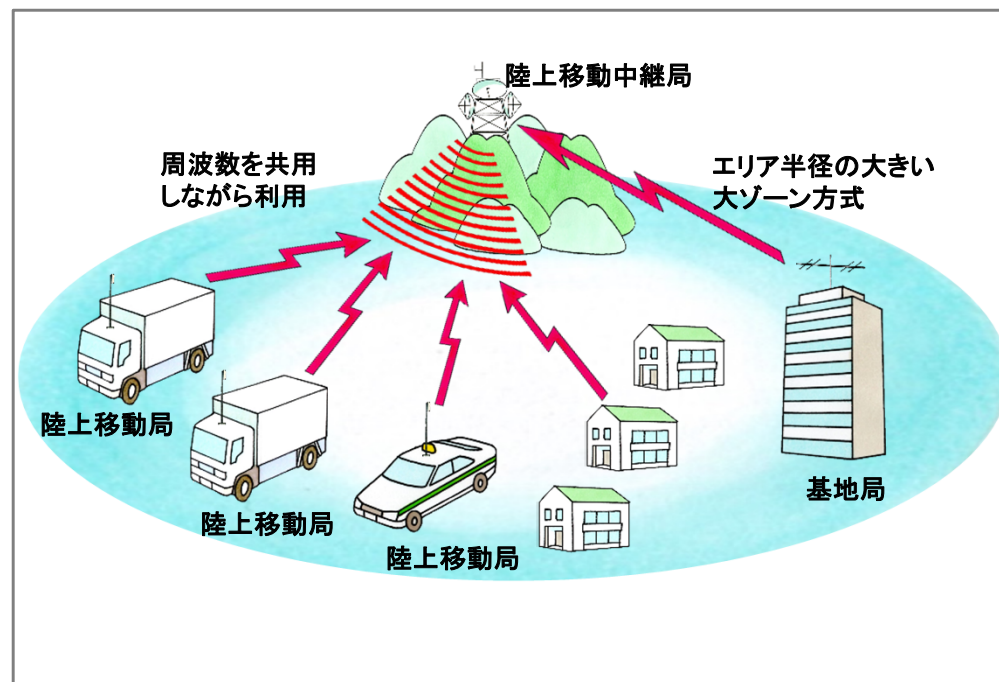 陸上移動中継局
周波数を共用
しながら利用
エリア半径の大きい
大ゾーン方式
陸上移動局
陸上移動局
陸上移動局
基地局